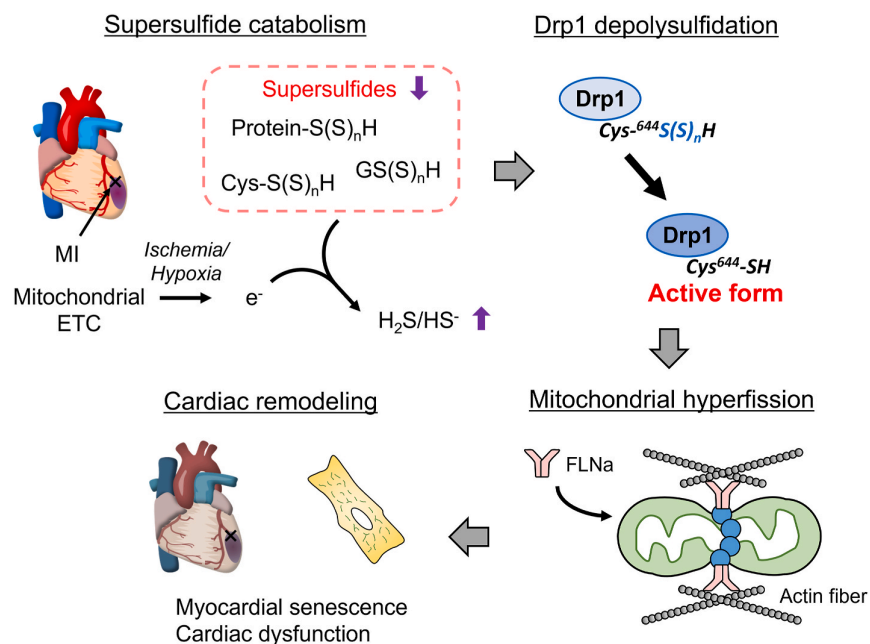 Supersulfide catabolism
Supersulfides
Protein-S(S)nH
Cys-S(S)nH
GS(S)nH
MI
Ischemia/
Hypoxia
Mitochondrial
ETC
e-
H2S/HS-
Drp1 depolysulfidation
Drp1
Cys-644S(S)nH
Drp1
Cys644-SH
Active form
Mitochondrial hyperfission
FLNa
Actin fiber
Cardiac remodeling
Myocardial senescence
Cardiac dysfunction